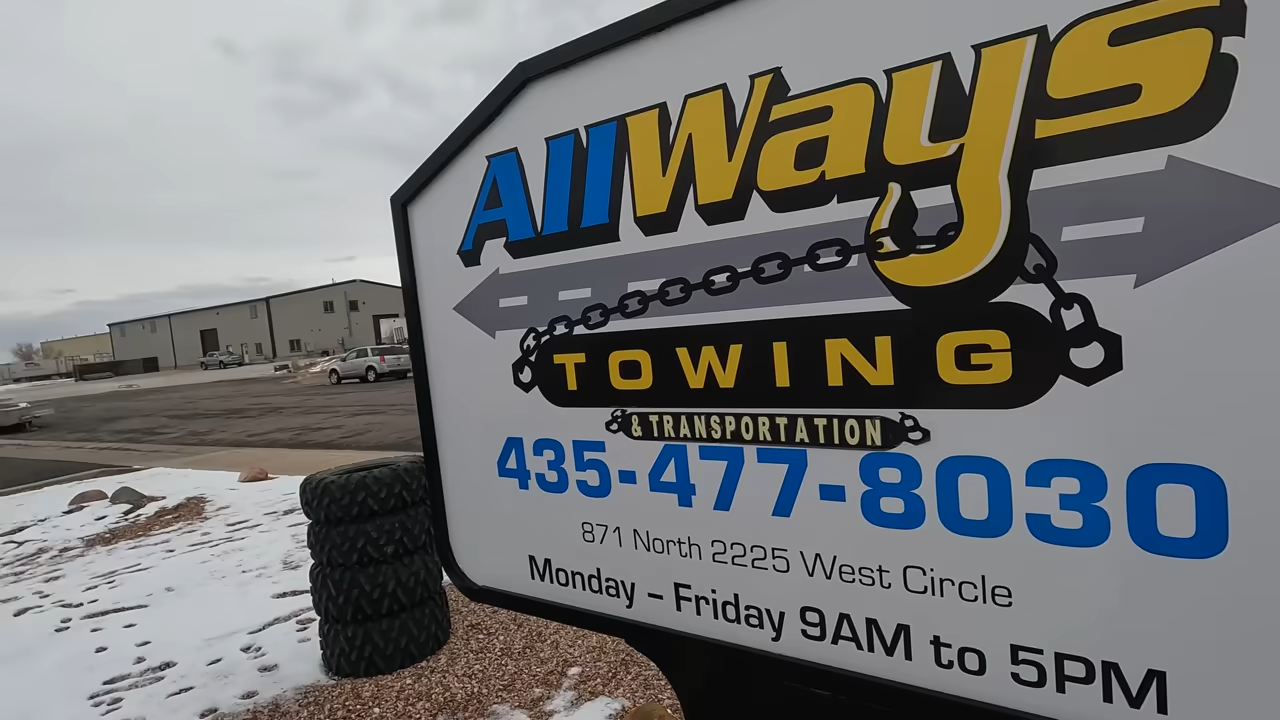 AllWays
TOWING
& TRANSPORTATION
435-477-8030
871 North 2225 West Circle
Monday – Friday 9AM to 5PM